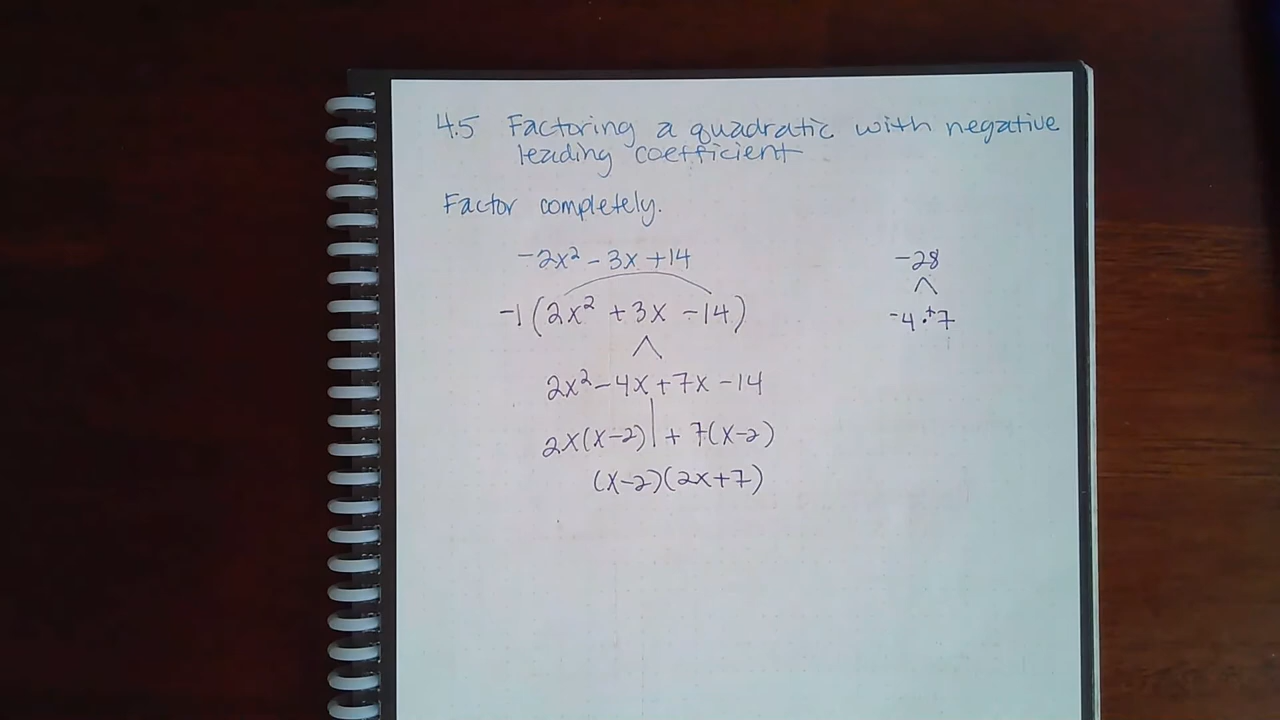 4.5 Factoring a quadratic with negative
leading coefficient
Factor completely.
-2x² - 3x + 14
-28
-1(2x² + 3x - 14)
-4 · +7
2x² - 4x + 7x - 14
2x(x-2) | + 7(x-2)
(x-2)(2x+7)